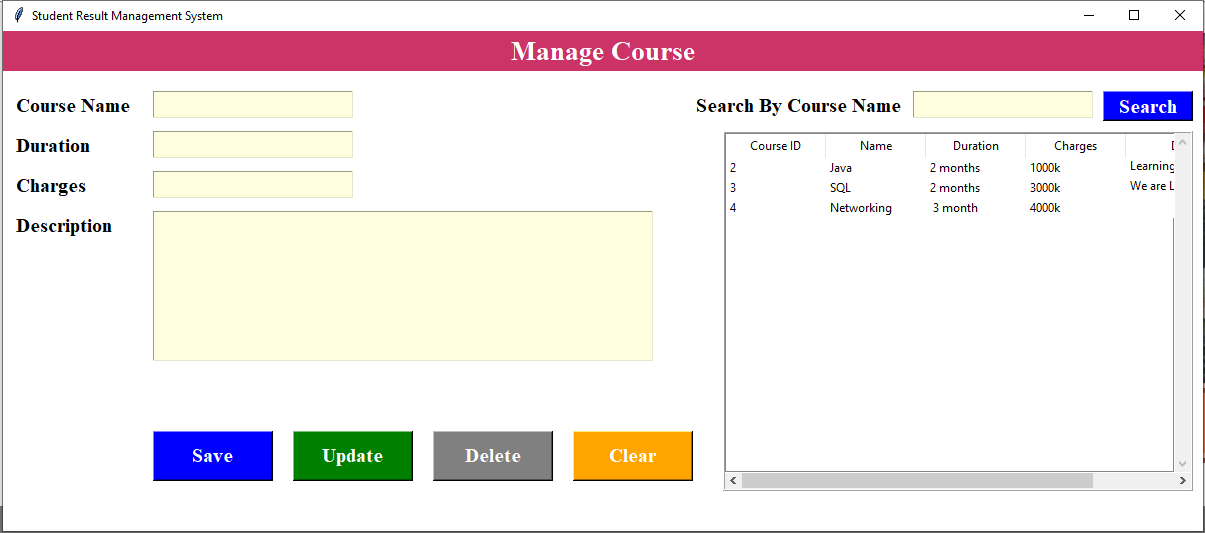 Student Result Management System
Manage Course
Course Name
Duration
Charges
Description
Save Update Delete Clear
Search By Course Name Search
Course ID Name Duration Charges
2 Java 2 months 1000k Learning
3 SQL 2 months 3000k We are L
4 Networking 3 month 4000k